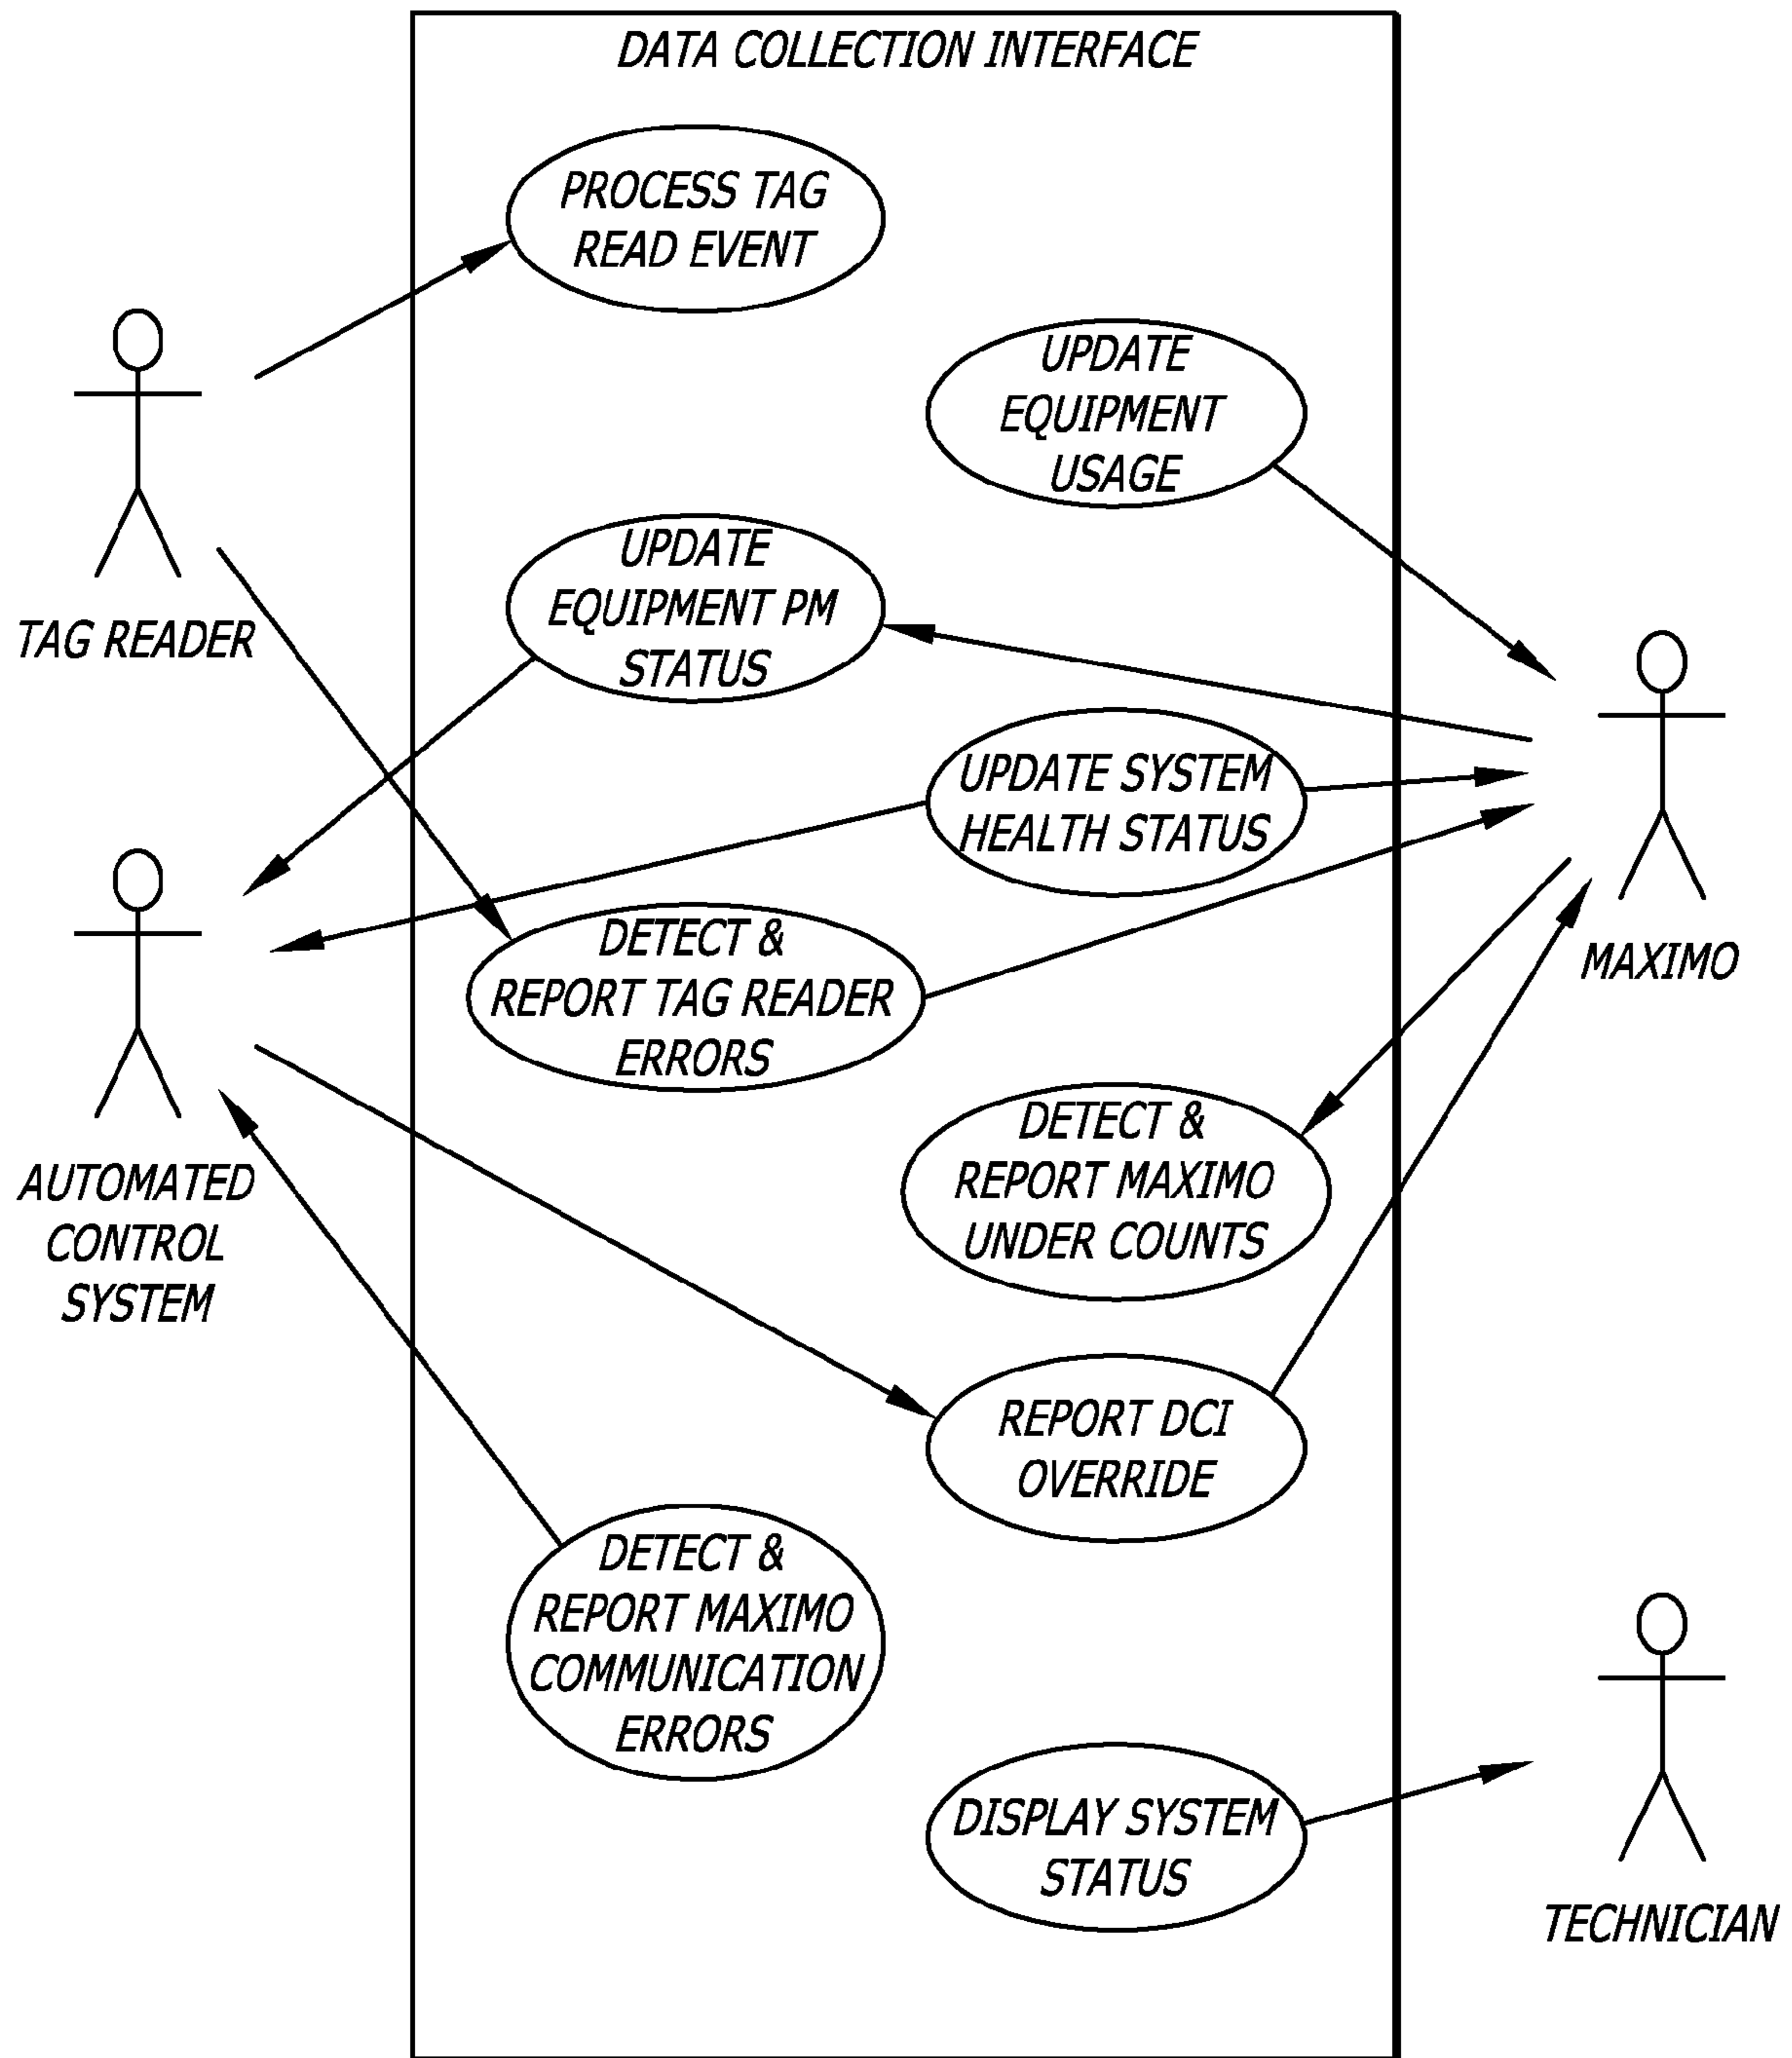 DATA COLLECTION INTERFACE
PROCESS TAG
READ EVENT
UPDATE
EQUIPMENT
USAGE
UPDATE
EQUIPMENT PM
STATUS
TAG READER
UPDATE SYSTEM
HEALTH STATUS
DETECT &
REPORT TAG READER
ERRORS
MAXIMO
DETECT &
REPORT MAXIMO
UNDER COUNTS
AUTOMATED
CONTROL
SYSTEM
REPORT DCI
OVERRIDE
DETECT &
REPORT MAXIMO
COMMUNICATION
ERRORS
DISPLAY SYSTEM
STATUS
TECHNICIAN